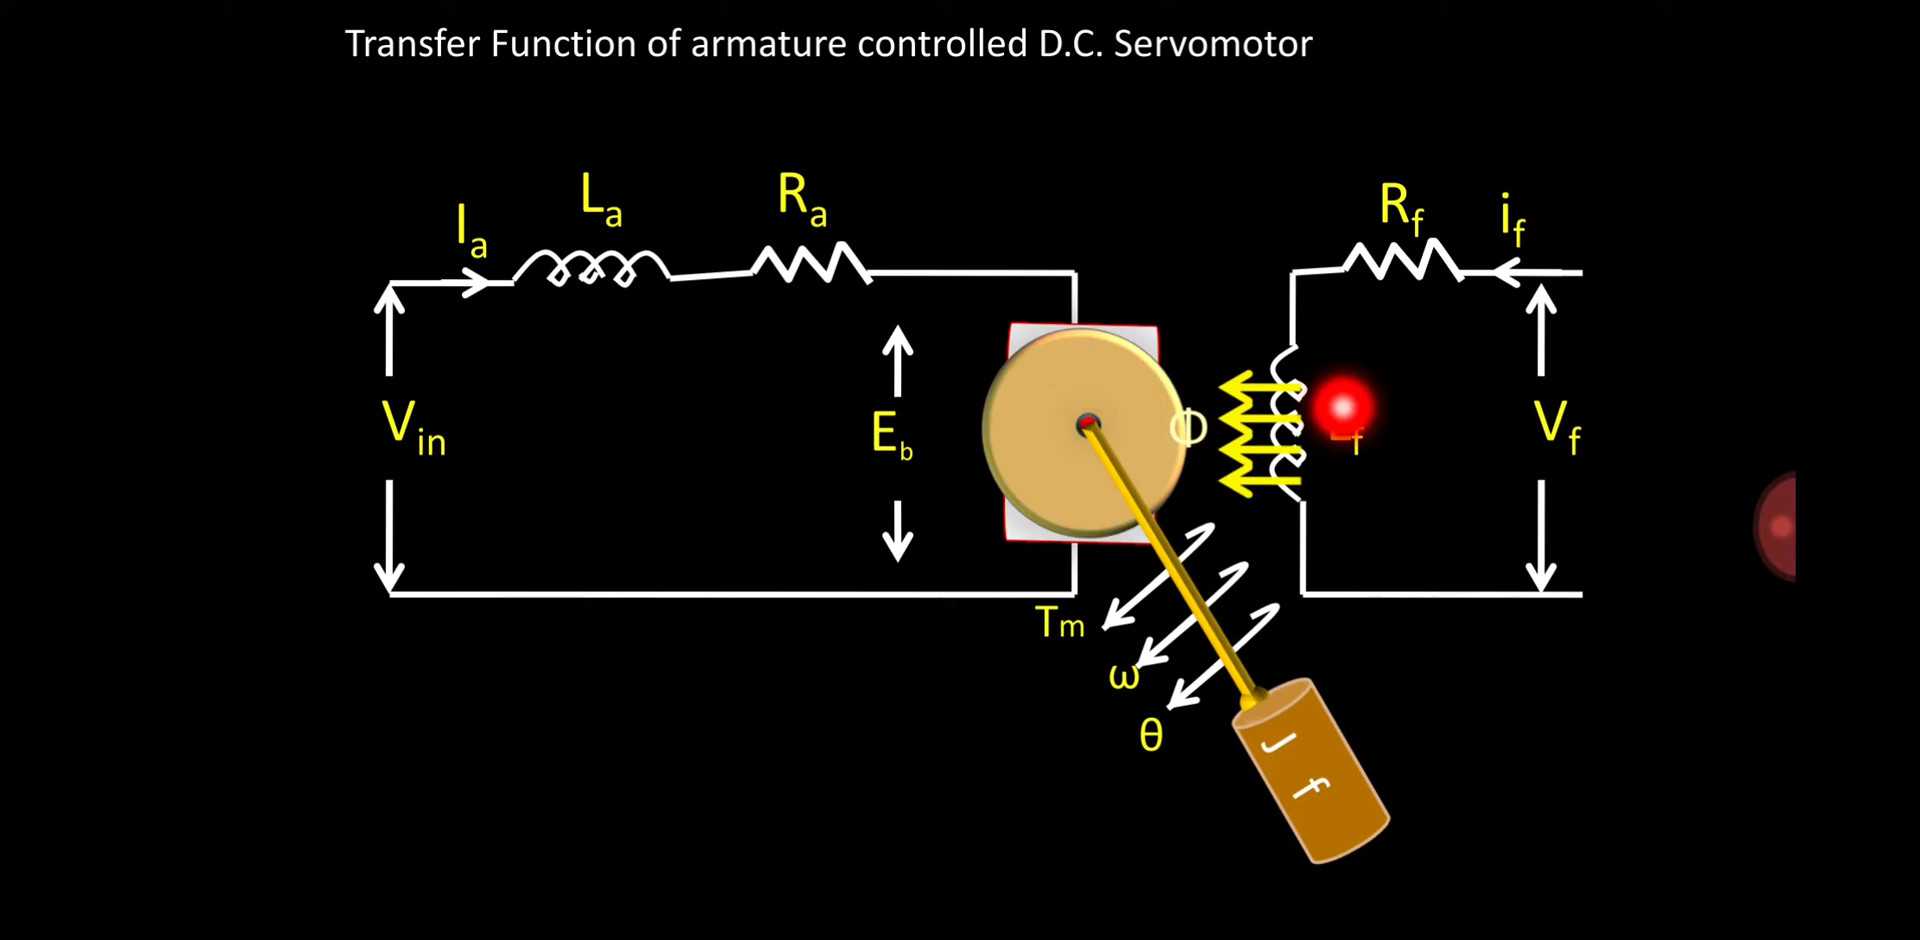 Transfer Function of armature controlled D.C. Servomotor
Ia
La
Ra
Rf
if
Vin
Eb
Φ
Vf
Tm
ω
θ
J
f